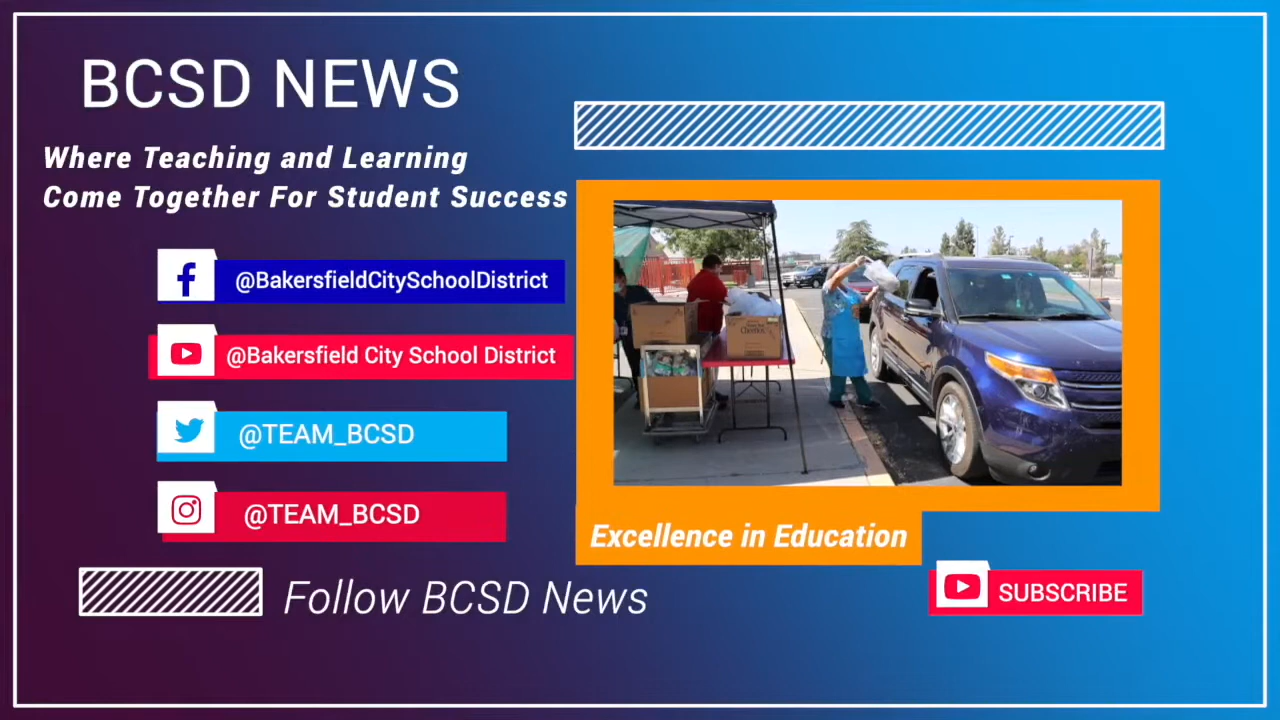 BCSD NEWS
Where Teaching and Learning
Come Together For Student Success
@BakersfieldCitySchoolDistrict
@Bakersfield City School District
@TEAM_BCSD
@TEAM_BCSD
Follow BCSD News
Cheerios
Excellence in Education
SUBSCRIBE